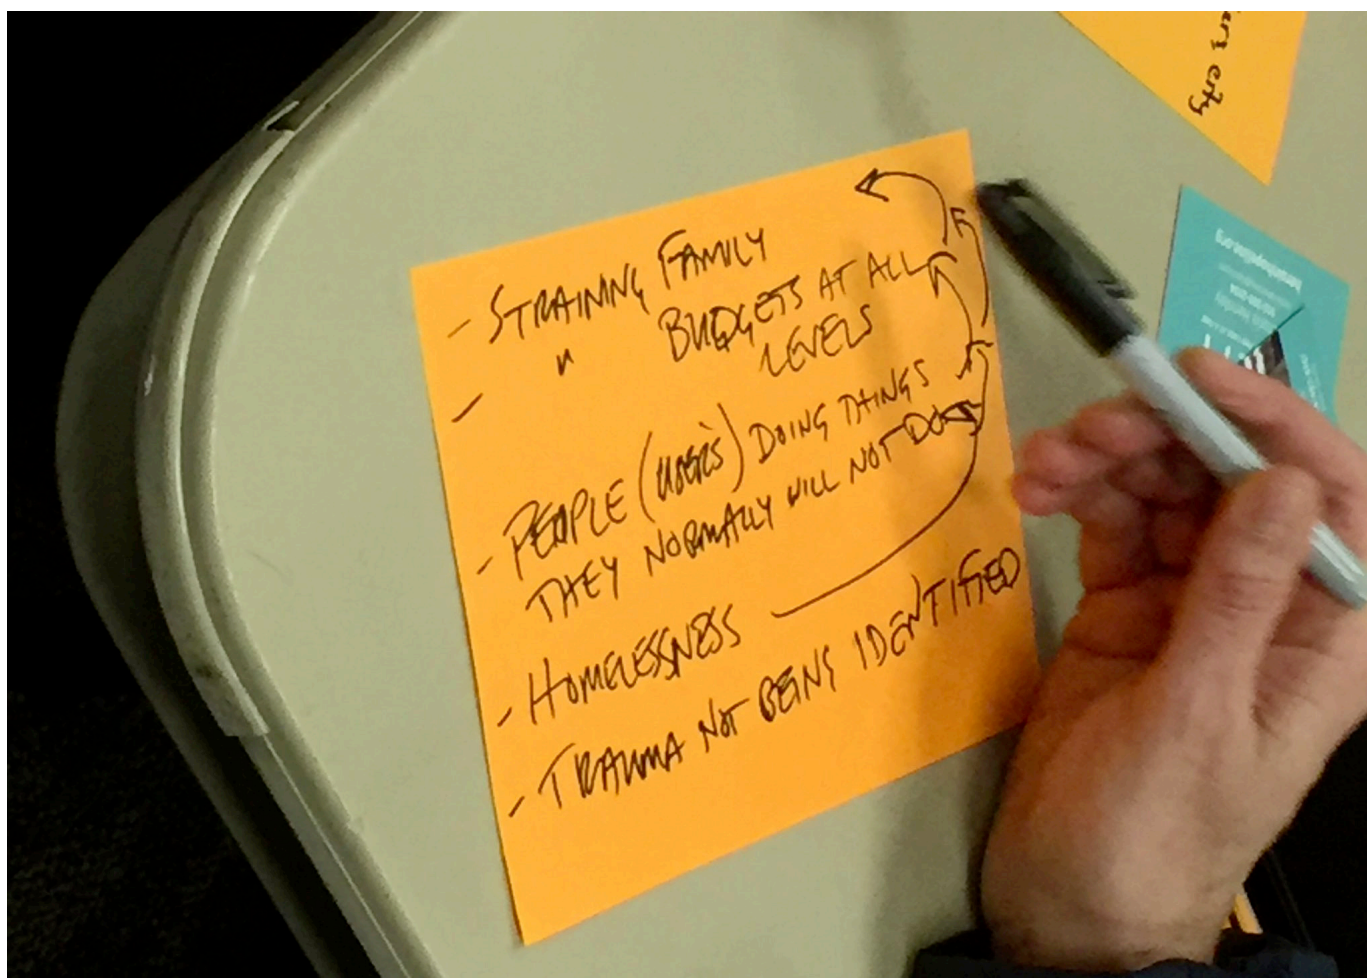 - STRAINING FAMILY
- " BUDGETS AT ALL
LEVELS
- PEOPLE (USERS) DOING THINGS
THEY NORMALLY WILL NOT DO
- HOMELESSNESS
- TRAUMA NOT BEING IDENTIFIED